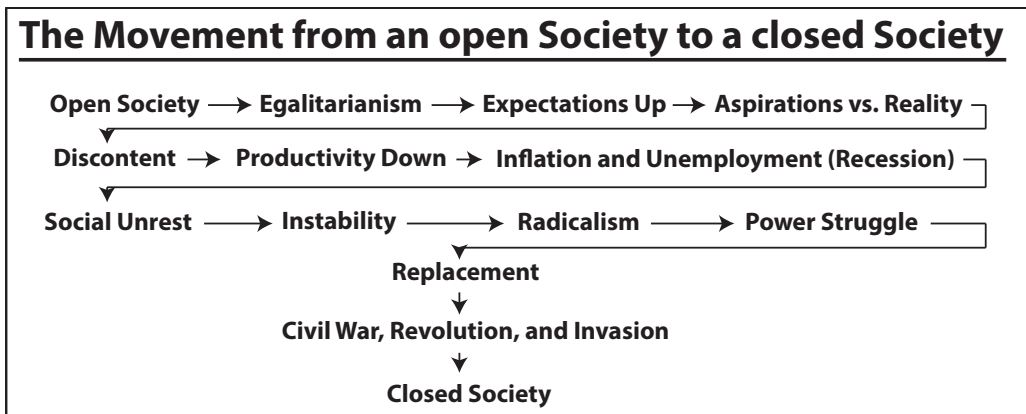 The Movement from an open Society to a closed Society
Open Society Egalitarianism Expectations Up Aspirations vs. Reality
Discontent Productivity Down Inflation and Unemployment (Recession)
Social Unrest Instability Radicalism Power Struggle
Replacement
Civil War, Revolution, and Invasion
Closed Society